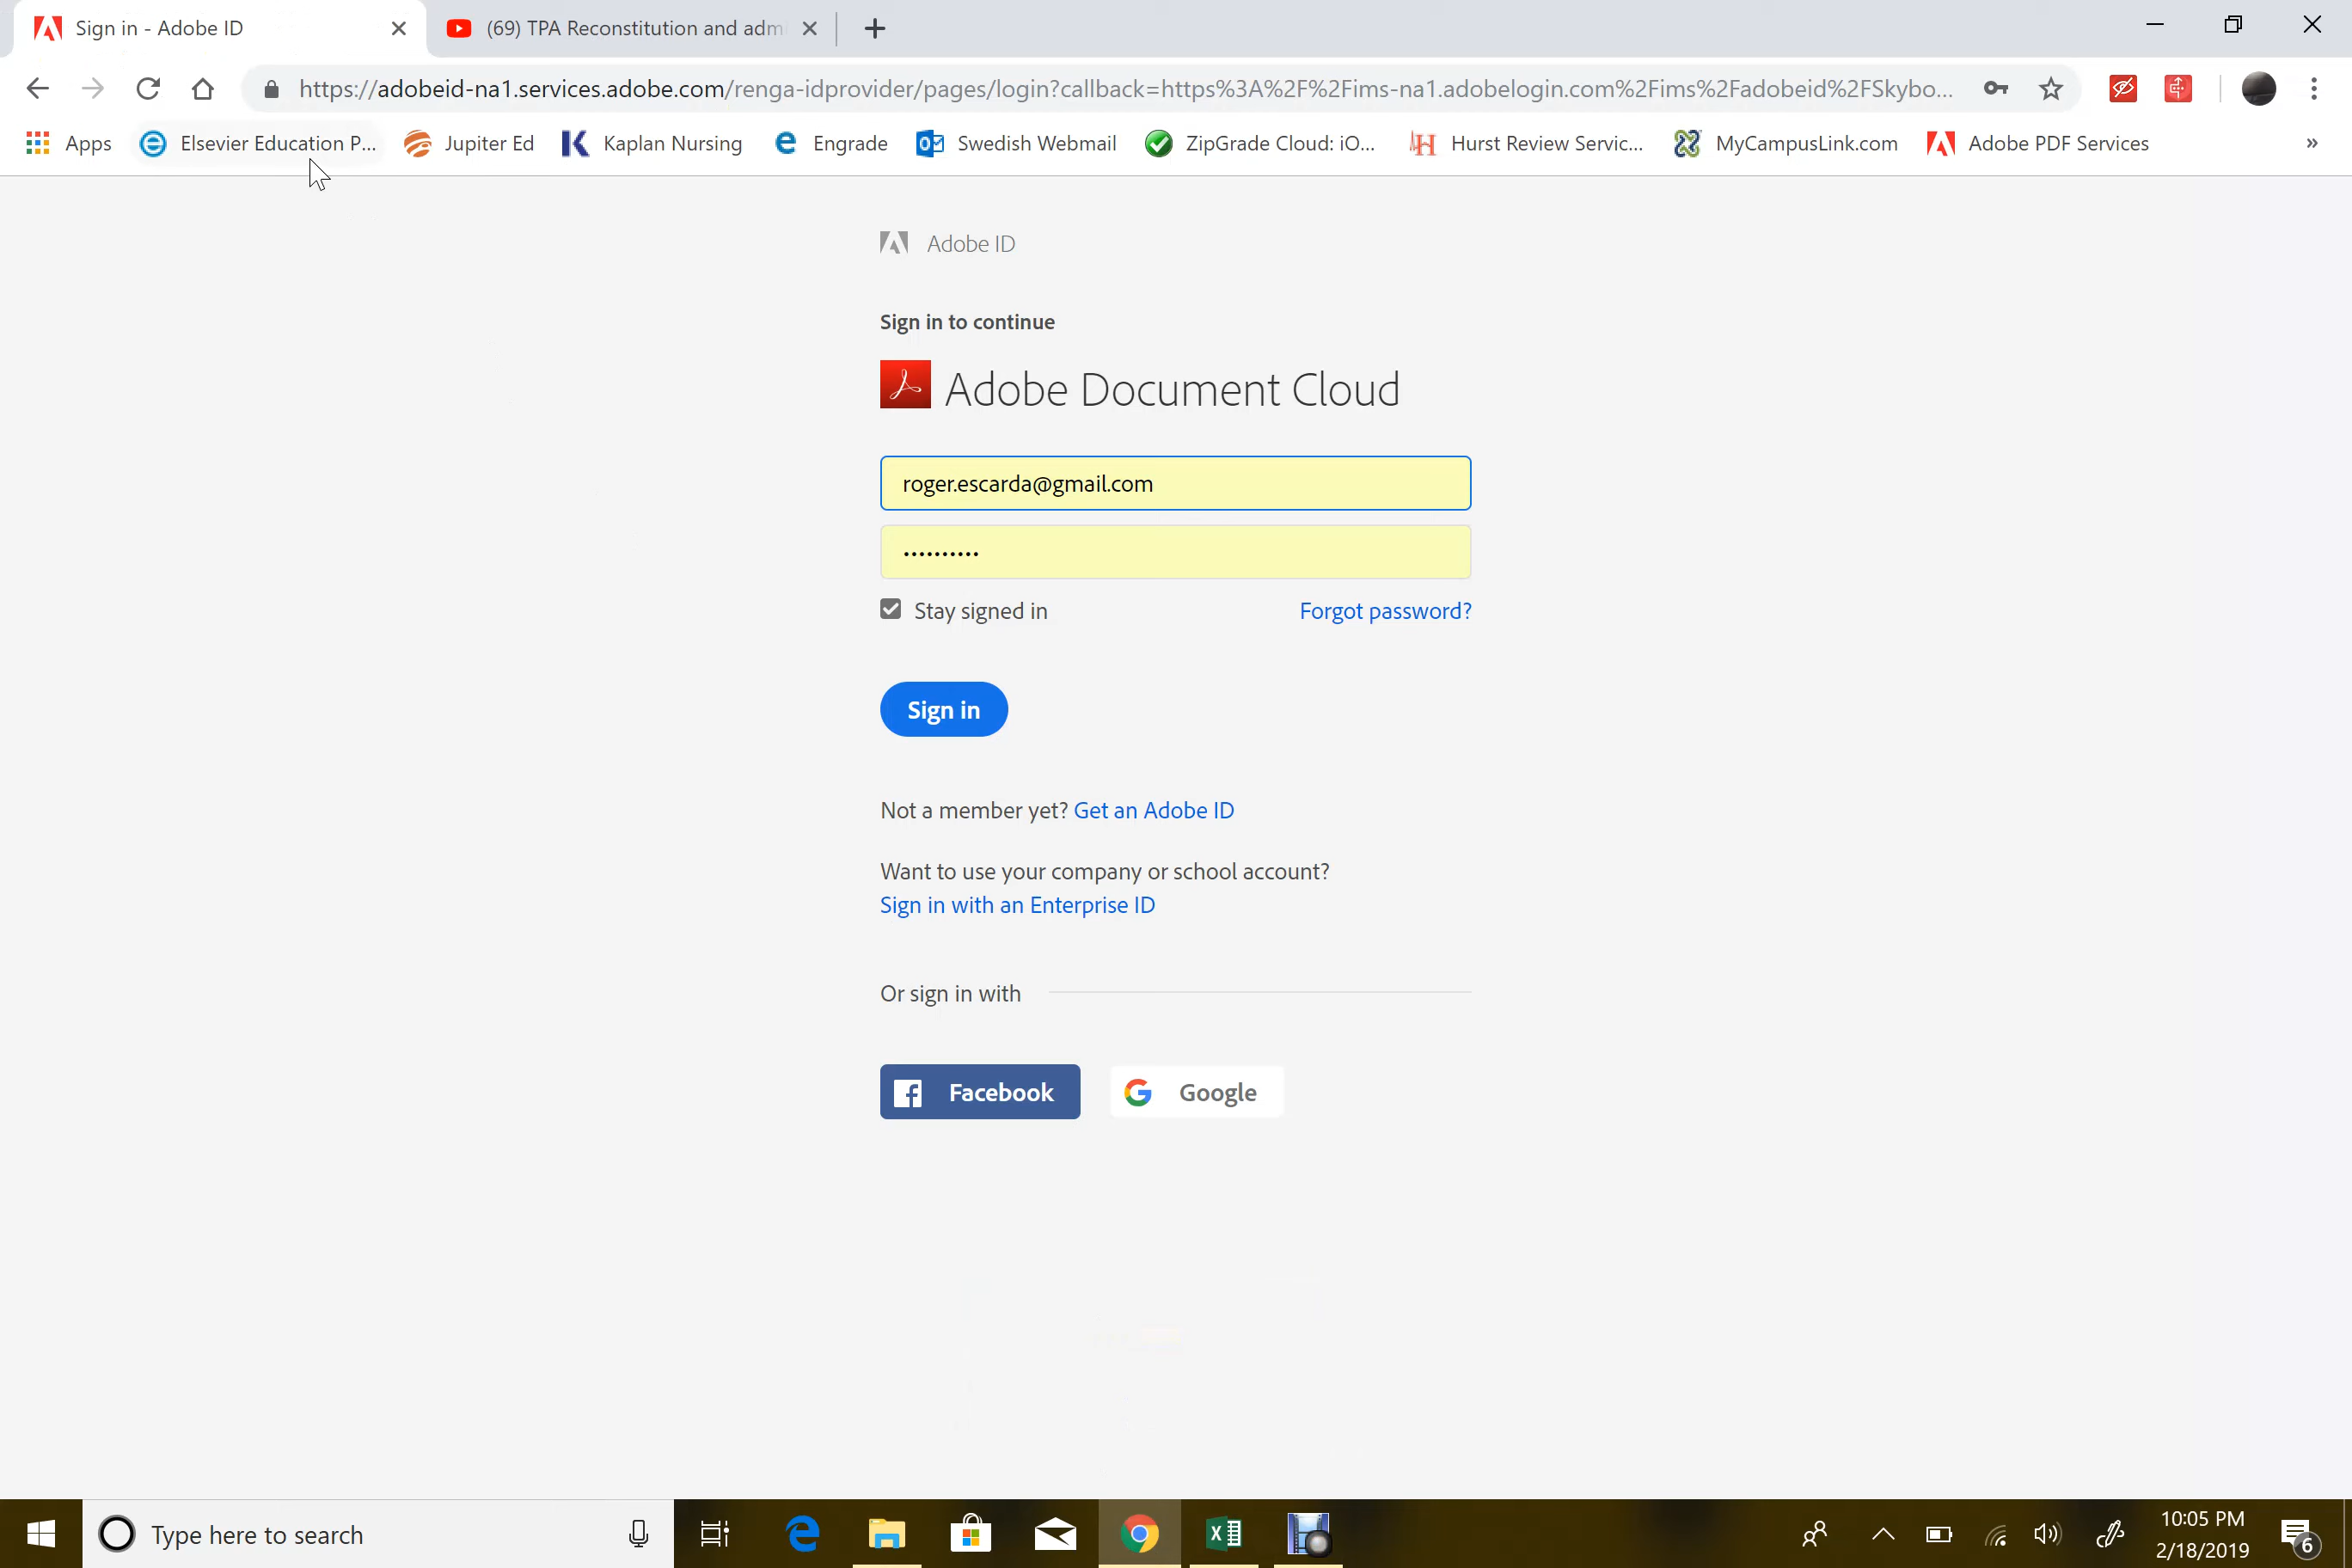 Sign in - Adobe ID
(69) TPA Reconstitution and adm
https://adobeid-na1.services.adobe.com/renga-idprovider/pages/login?callback=https%3A%2F%2Fims-na1.adobelogin.com%2Fims%2Fadobeid%2FSkybo...
Apps
Elsevier Education P...
Jupiter Ed
Kaplan Nursing
Engrade
Swedish Webmail
ZipGrade Cloud: iO...
Hurst Review Servic...
MyCampusLink.com
Adobe PDF Services
»
Adobe ID
Sign in to continue
Adobe Document Cloud
roger.escarda@gmail.com
••••••••••
Stay signed in
Forgot password?
Sign in
Not a member yet? Get an Adobe ID
Want to use your company or school account?
Sign in with an Enterprise ID
Or sign in with
Facebook
Google
Type here to search
10:05 PM
2/18/2019
6